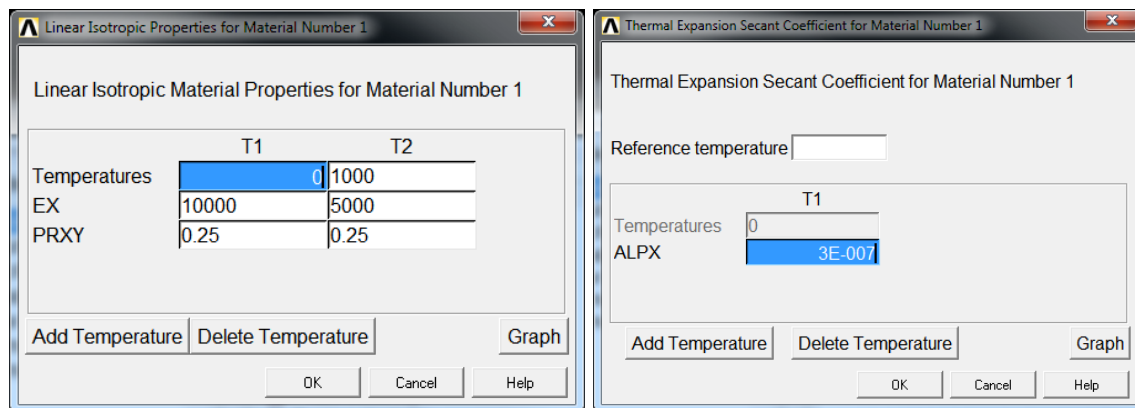 Linear Isotropic Properties for Material Number 1
Linear Isotropic Material Properties for Material Number 1
T1 T2
Temperatures 0 1000
EX 10000 5000
PRXY 0.25 0.25
Add Temperature Delete Temperature Graph
OK Cancel Help
Thermal Expansion Secant Coefficient for Material Number 1
Thermal Expansion Secant Coefficient for Material Number 1
Reference temperature
T1
Temperatures 0
ALPX 3E-007
Add Temperature Delete Temperature Graph
OK Cancel Help